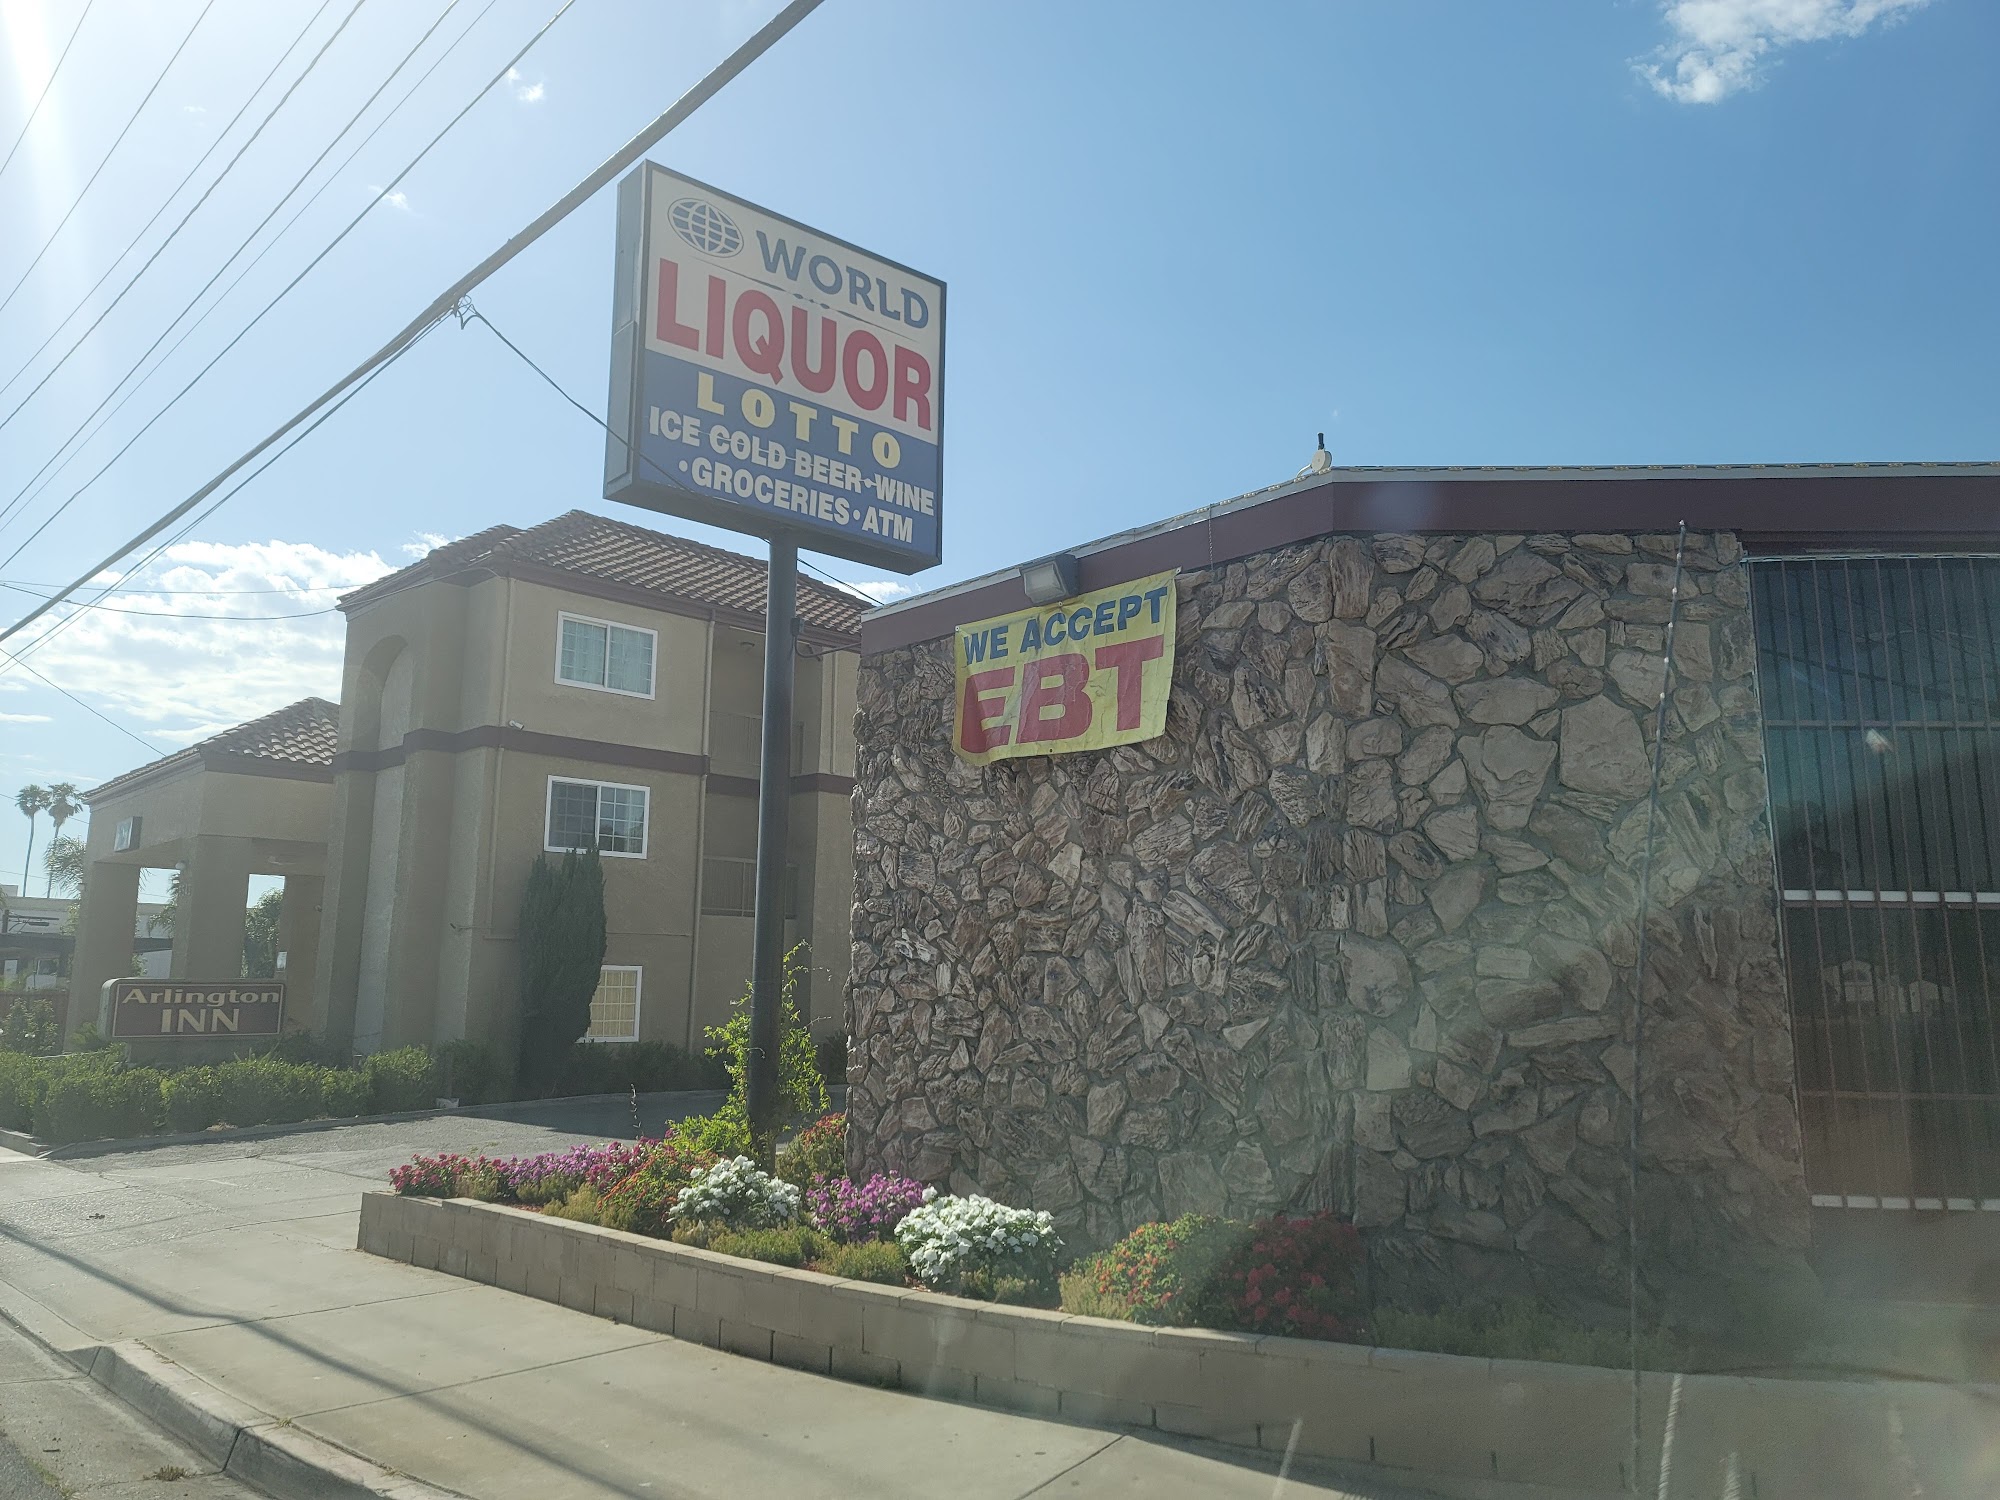 WORLD
LIQUOR
LOTTO
ICE COLD BEER•WINE
•GROCERIES•ATM
WE ACCEPT
EBT
Arlington
INN